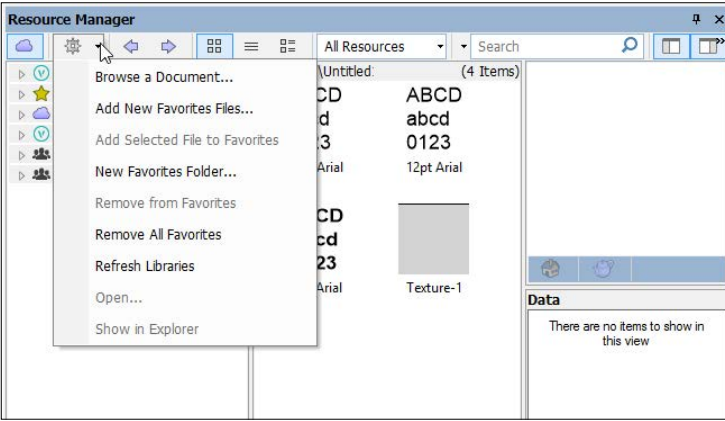 Resource Manager
All Resources
Search
\Untitled:
(4 Items)
Browse a Document...
Add New Favorites Files...
Add Selected File to Favorites
New Favorites Folder...
Remove from Favorites
Remove All Favorites
Refresh Libraries
Open...
Show in Explorer
CD
d
:3
Arial
ABCD
abcd
0123
12pt Arial
CD
cd
23
Arial
Texture-1
Data
There are no items to show in
this view